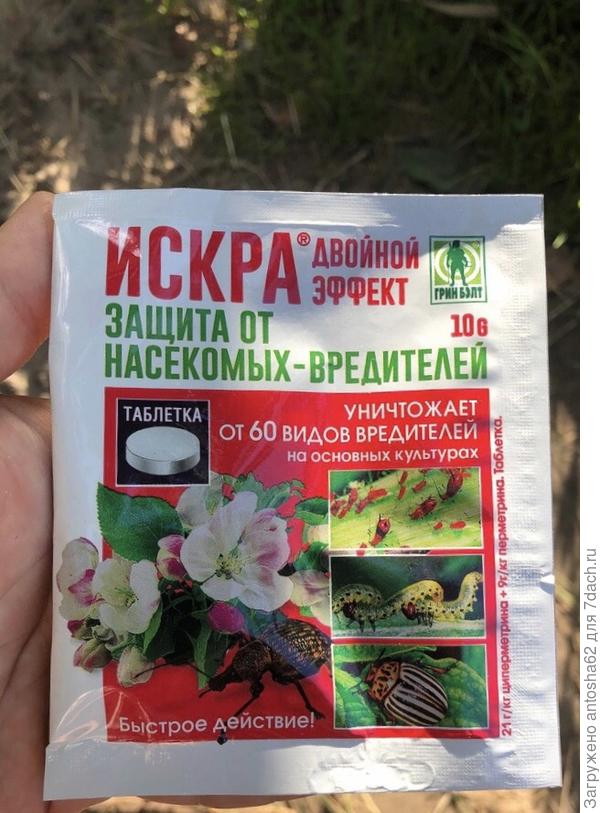 ИСКРА® ДВОЙНОЙ
ЭФФЕКТ
ГРИН БЭЛТ
ЗАЩИТА ОТ
10 г
НАСЕКОМЫХ-ВРЕДИТЕЛЕЙ
ТАБЛЕТКА
УНИЧТОЖАЕТ
ОТ 60 ВИДОВ ВРЕДИТЕЛЕЙ
на основных культурах
Быстрое действие!
21 г/кг циперметрина + 9г/кг перметрина. Таблетка.
Загружено antosha62 для 7dach.ru